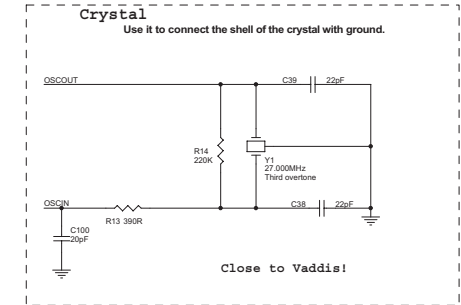 Crystal
Use it to connect the shell of the crystal with ground.
OSCOUT
C39 22pF
R14
220K
Y1
27.000MHz
Third overtone
OSCIN
R13 390R
C38 22pF
C100
20pF
Close to Vaddis!